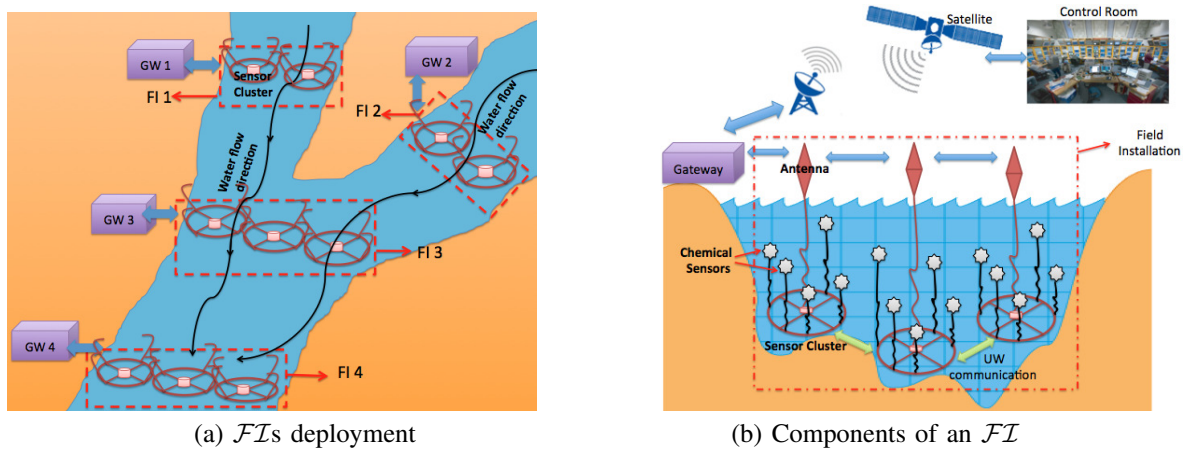 GW 1
Sensor
Cluster
FI 1
GW 2
FI 2
Water flow
direction
Water flow
direction
GW 3
FI 3
GW 4
FI 4
(a) FIs deployment
Satellite
Control Room
Field
Installation
Gateway
Antenna
Chemical
Sensors
Sensor Cluster
UW
communication
(b) Components of an FI